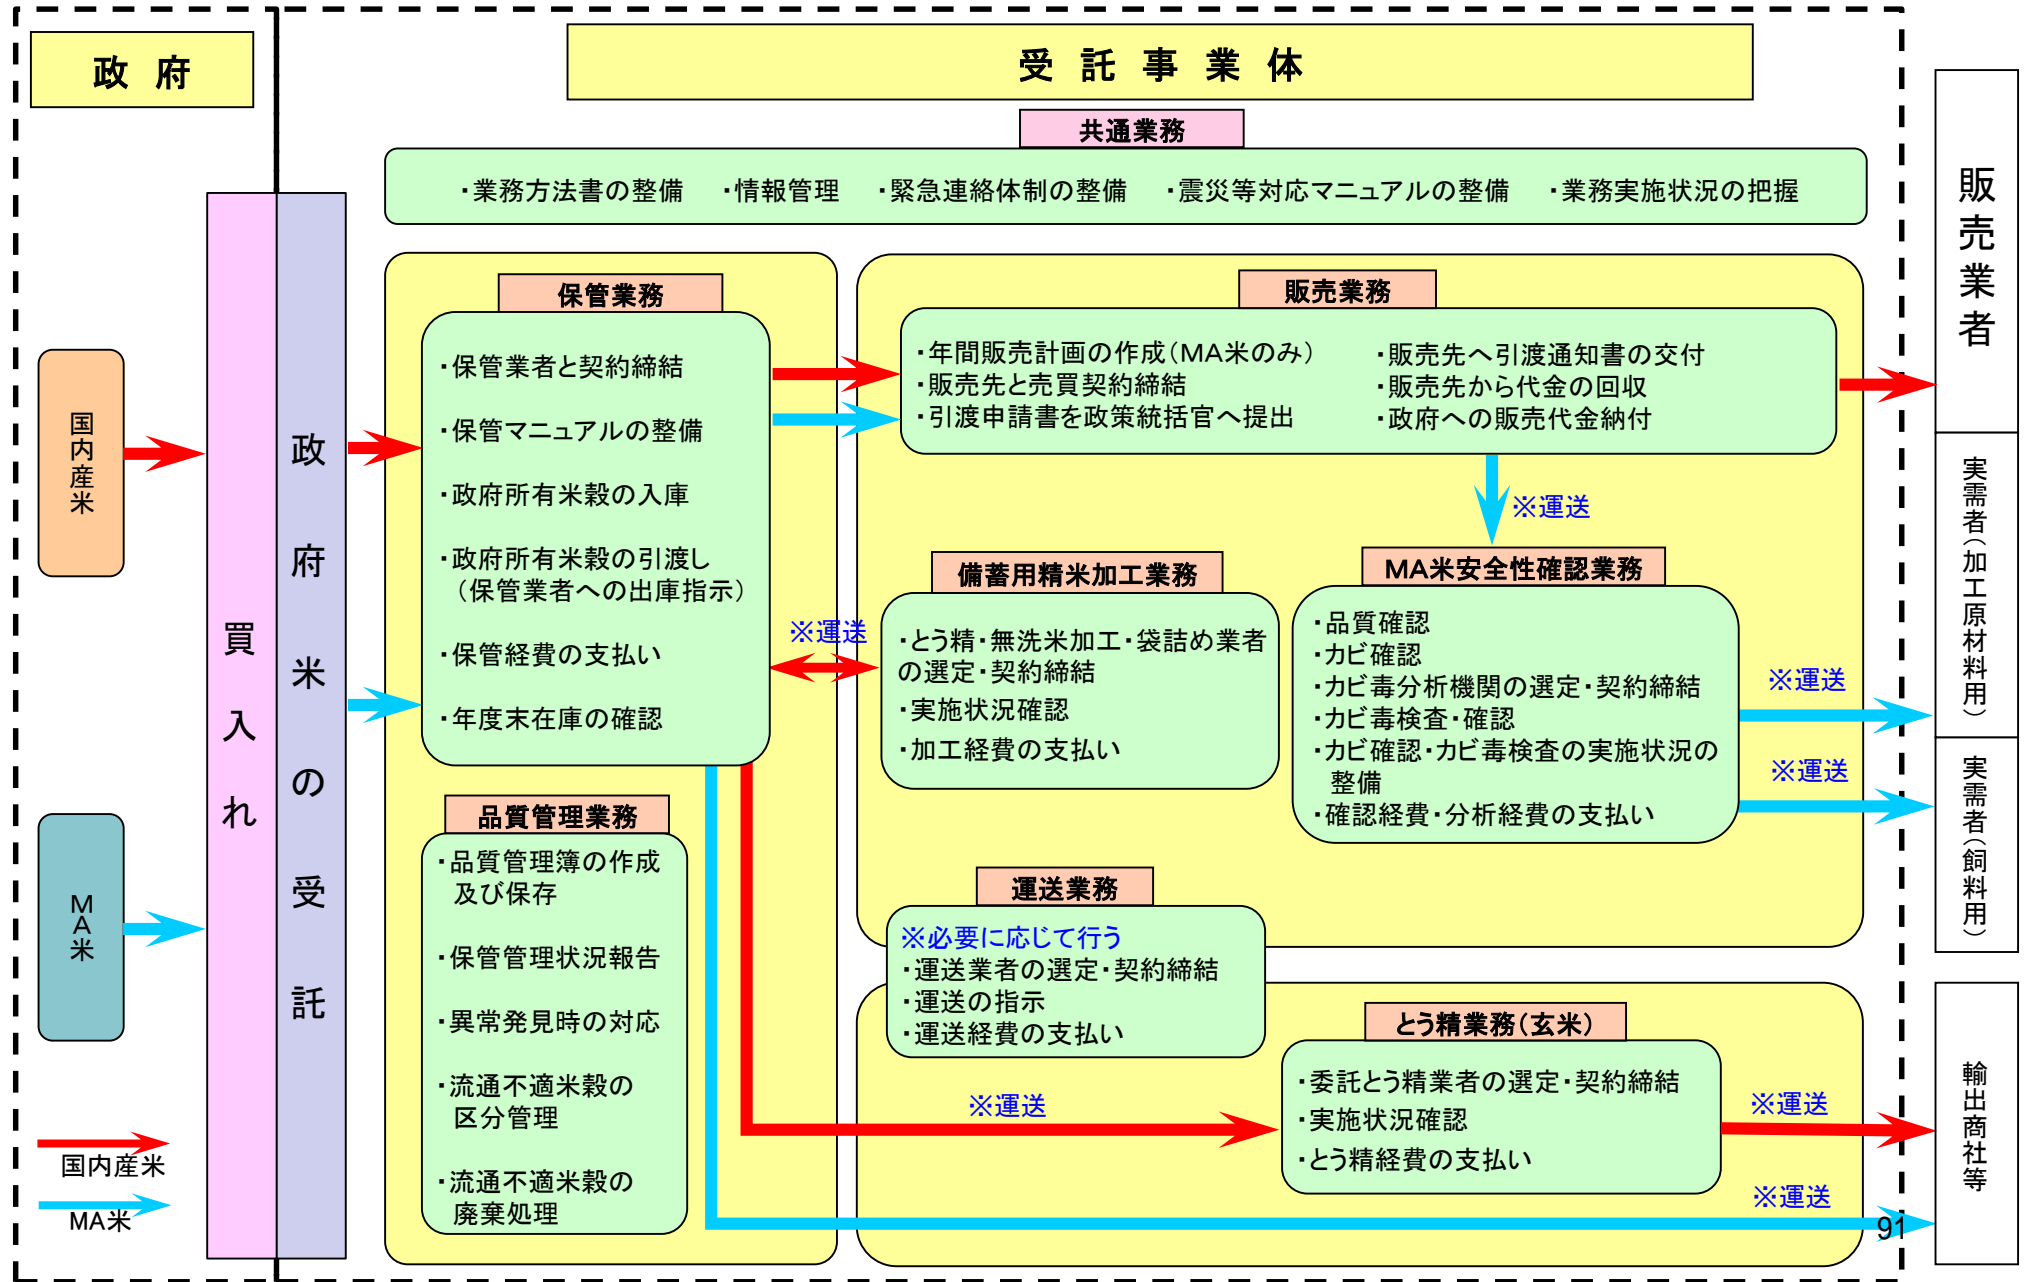 政府
受託事業体
共通業務
・業務方法書の整備　・情報管理　・緊急連絡体制の整備　・震災等対応マニュアルの整備　・業務実施状況の把握
国内産米
MA米
買入れ
政府米の受託
保管業務
・保管業者と契約締結
・保管マニュアルの整備
・政府所有米穀の入庫
・政府所有米穀の引渡し
（保管業者への出庫指示）
・保管経費の支払い
・年度末在庫の確認
品質管理業務
・品質管理簿の作成
及び保存
・保管管理状況報告
・異常発見時の対応
・流通不適米穀の
区分管理
・流通不適米穀の
廃棄処理
販売業務
・年間販売計画の作成（MA米のみ）
・販売先と売買契約締結
・引渡申請書を政策統括官へ提出
・販売先へ引渡通知書の交付
・販売先から代金の回収
・政府への販売代金納付
※運送
※運送
備蓄用精米加工業務
・とう精・無洗米加工・袋詰め業者
の選定・契約締結
・実施状況確認
・加工経費の支払い
MA米安全性確認業務
・品質確認
・カビ確認
・カビ毒分析機関の選定・契約締結
・カビ毒検査・確認
・カビ確認・カビ毒検査の実施状況の
整備
・確認経費・分析経費の支払い
※運送
※運送
運送業務
※必要に応じて行う
・運送業者の選定・契約締結
・運送の指示
・運送経費の支払い
とう精業務（玄米）
・委託とう精業者の選定・契約締結
・実施状況確認
・とう精経費の支払い
※運送
※運送
※運送
販売業者
実需者（加工原材料用）
実需者（飼料用）
輸出商社等
国内産米
MA米
91